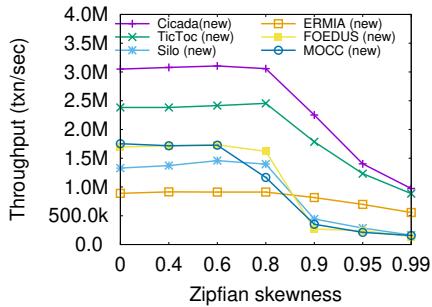 4.0M
3.5M
3.0M
2.5M
2.0M
1.5M
1.0M
500.0k
0.0
Throughput (txn/sec)
Cicada(new)
TicToc (new)
Silo (new)
ERMIA (new)
FOEDUS (new)
MOCC (new)
0 0.4 0.6 0.8 0.9 0.95 0.99
Zipfian skewness